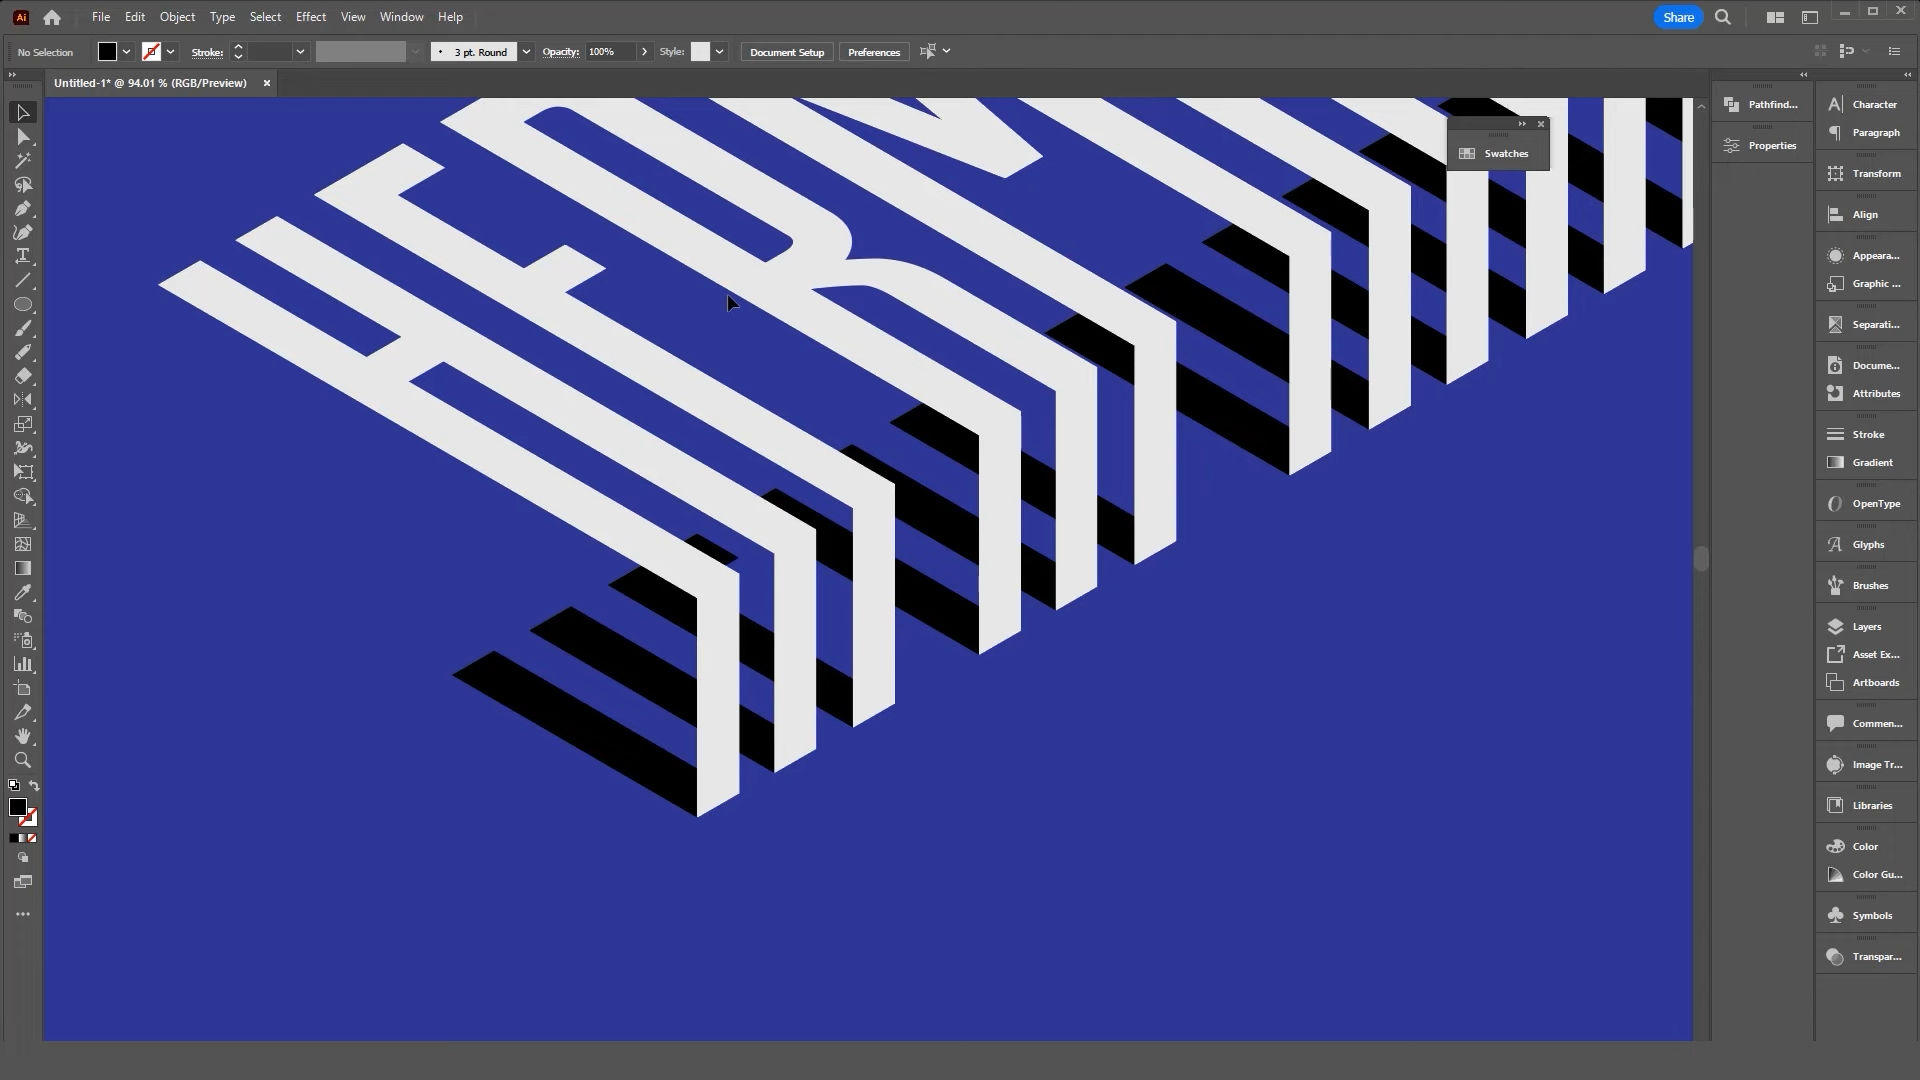 Ai File Edit Object Type Select Effect View Window Help Share
No Selection Stroke: 3 pt. Round Opacity: 100% Style: Document Setup Preferences
Untitled-1* @ 94.01 % (RGB/Preview)
Pathfind...
Properties
Swatches
Character
Paragraph
Transform
Align
Appeara...
Graphic ...
Separati...
Docume...
Attributes
Stroke
Gradient
OpenType
Glyphs
Brushes
Layers
Asset Ex...
Artboards
Commen...
Image Tr...
Libraries
Color
Color Gu...
Symbols
Transpar...